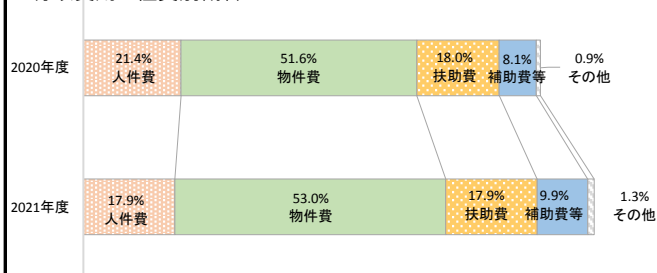 2020年度
21.4%
人件費
51.6%
物件費
18.0%
扶助費
8.1%
補助費等
0.9%
その他
2021年度
17.9%
人件費
53.0%
物件費
17.9%
扶助費
9.9%
補助費等
1.3%
その他